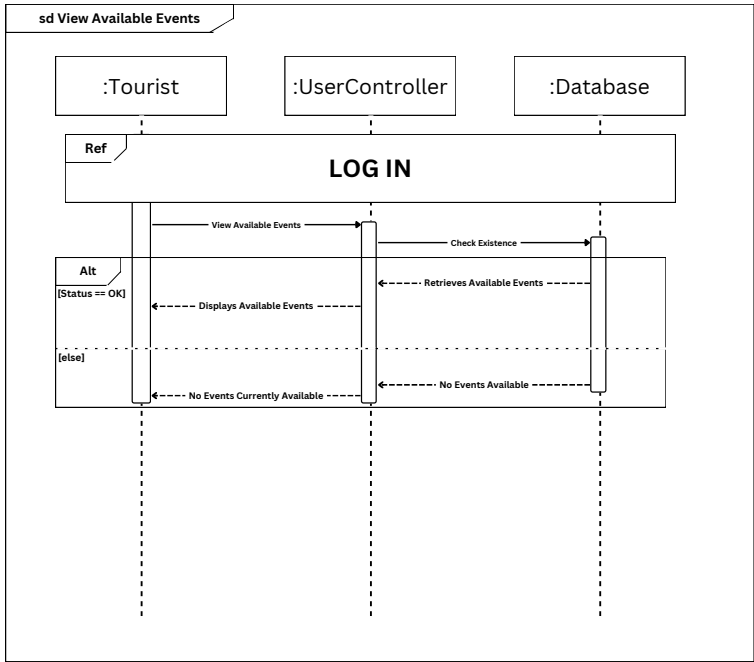 sd View Available Events
:Tourist
:UserController
:Database
Ref
LOG IN
View Available Events
Check Existence
Alt
[Status == OK]
Retrieves Available Events
Displays Available Events
[else]
No Events Available
No Events Currently Available